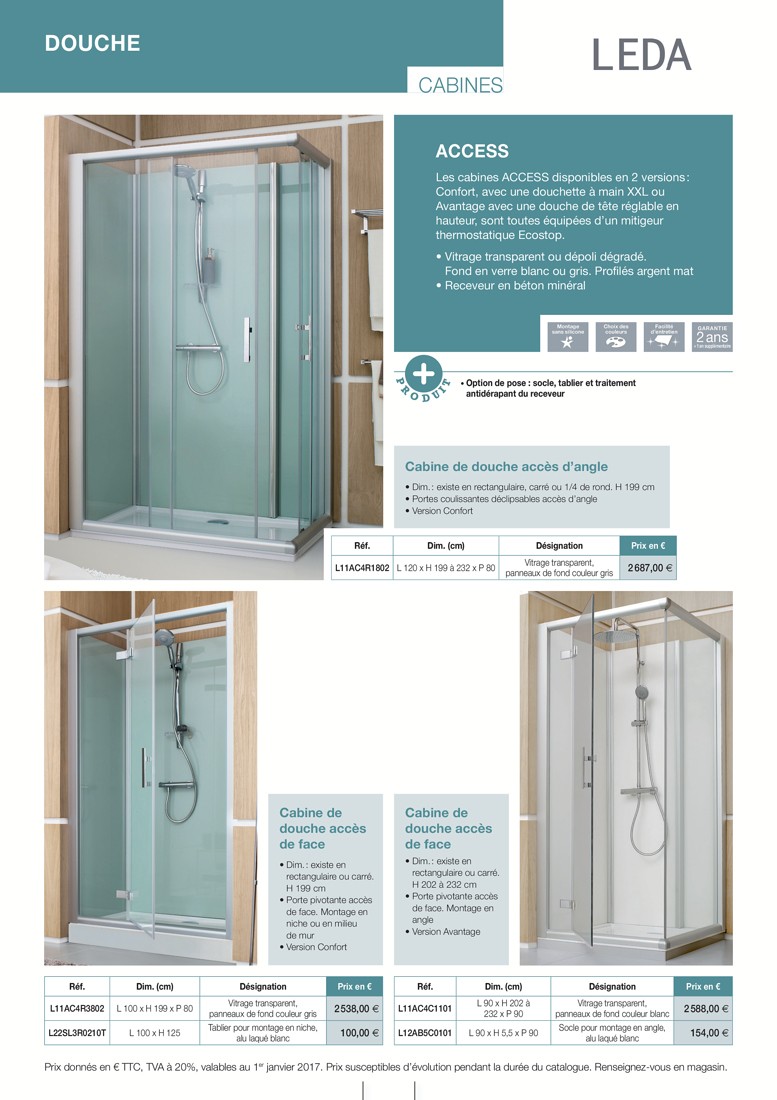 DOUCHE
LEDA
CABINES
ACCESS
Les cabines ACCESS disponibles en 2 versions :
Confort, avec une douchette à main XXL ou
Avantage avec une douche de tête réglable en
hauteur, sont toutes équipées d'un mitigeur
thermostatique Ecostop.
• Vitrage transparent ou dépoli dégradé.
Fond en verre blanc ou gris. Profilés argent mat
• Receveur en béton minéral
Montage
sans silicone
Choix des
couleurs
Facilité
d'entretien
GARANTIE
2 ans
PRODUIT
• Option de pose : socle, tablier et traitement
antidérapant du receveur
Cabine de douche accès d'angle
• Dim. : existe en rectangulaire, carré ou 1/4 de rond. H 199 cm
• Portes coulissantes déclipsables accès d'angle
• Version Confort
Réf. Dim. (cm) Désignation Prix en €
L11AC4R1802 L 120 x H 199 à 232 x P 80 Vitrage transparent, panneaux de fond couleur gris 2 687,00 €
Cabine de
douche accès
de face
• Dim. : existe en
rectangulaire ou carré.
H 199 cm
• Porte pivotante accès
de face. Montage en
niche ou en milieu
de mur
• Version Confort
Cabine de
douche accès
de face
• Dim. : existe en
rectangulaire ou carré.
H 202 à 232 cm
• Porte pivotante accès
de face. Montage en
angle
• Version Avantage
Réf. Dim. (cm) Désignation Prix en €
L11AC4R3802 L 100 x H 199 x P 80 Vitrage transparent, panneaux de fond couleur gris 2 538,00 €
L22SL3R0210T L 100 x H 125 Tablier pour montage en niche, alu laqué blanc 100,00 €
Réf. Dim. (cm) Désignation Prix en €
L11AC4C1101 L 90 x H 202 à 232 x P 90 Vitrage transparent, panneaux de fond couleur blanc 2 588,00 €
L12AB5C0101 L 90 x H 5,5 x P 90 Socle pour montage en angle, alu laqué blanc 154,00 €
Prix donnés en € TTC, TVA à 20%, valables au 1er janvier 2017. Prix susceptibles d'évolution pendant la durée du catalogue. Renseignez-vous en magasin.